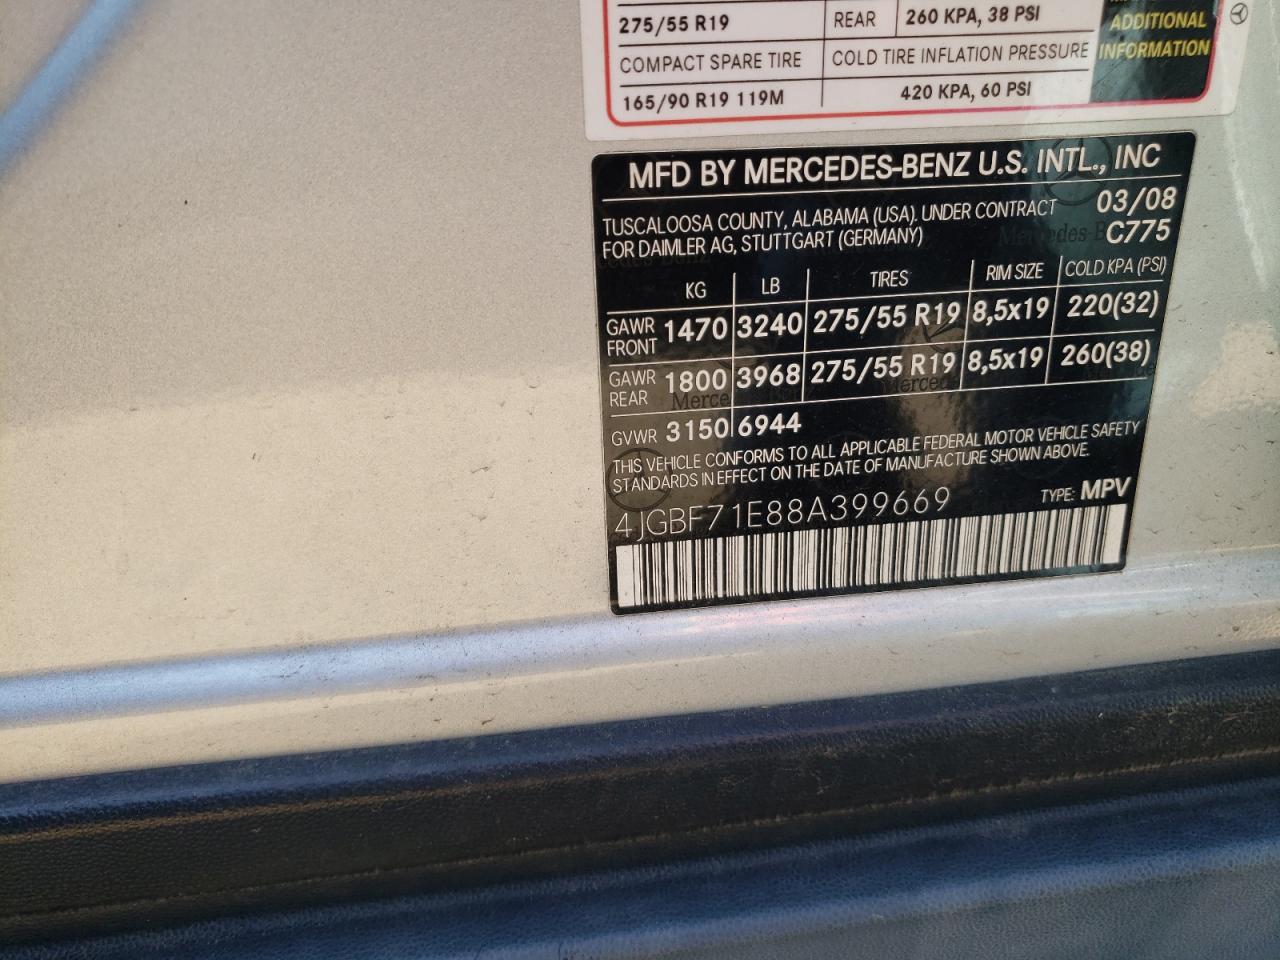 275/55 R19 REAR 260 KPA, 38 PSI
ADDITIONAL
COMPACT SPARE TIRE COLD TIRE INFLATION PRESSURE INFORMATION
165/90 R19 119M 420 KPA, 60 PSI
MFD BY MERCEDES-BENZ U.S. INTL., INC
TUSCALOOSA COUNTY, ALABAMA (USA). UNDER CONTRACT 03/08
FOR DAIMLER AG, STUTTGART (GERMANY) C775
KG LB TIRES RIM SIZE COLD KPA (PSI)
GAWR FRONT 1470 3240 275/55 R19 8,5x19 220(32)
GAWR REAR 1800 3968 275/55 R19 8,5x19 260(38)
GVWR 3150 6944
THIS VEHICLE CONFORMS TO ALL APPLICABLE FEDERAL MOTOR VEHICLE SAFETY
STANDARDS IN EFFECT ON THE DATE OF MANUFACTURE SHOWN ABOVE.
4JGBF71E88A399669 TYPE: MPV